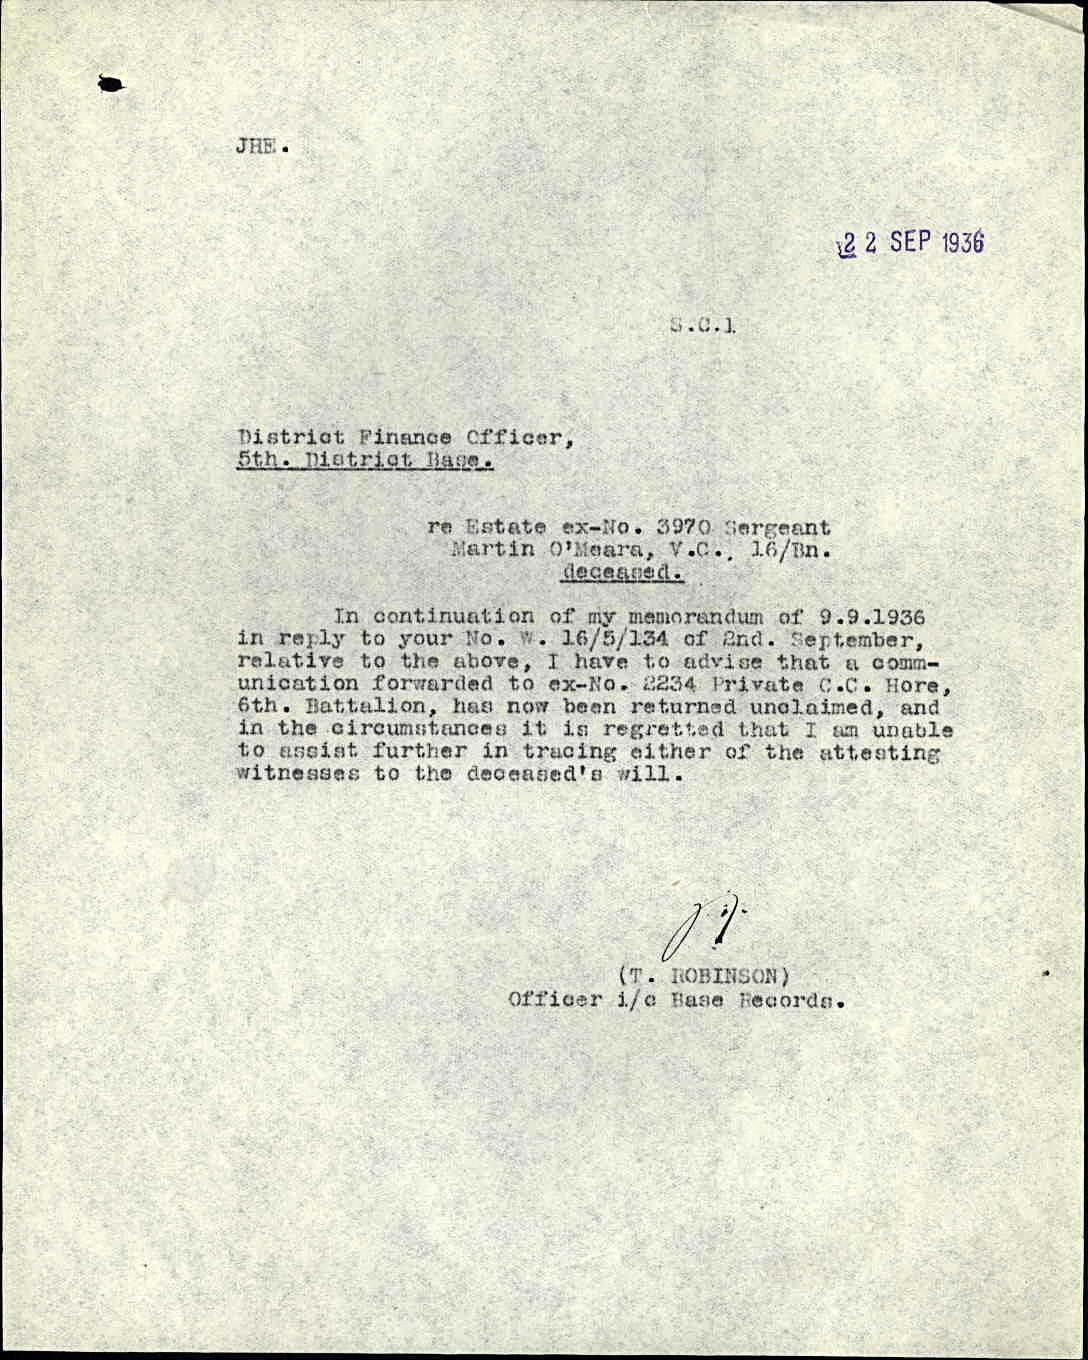 JHE.
22 SEP 1936
S.C.1
District Finance Officer,
5th. District Base.
re Estate ex-No. 3970 Sergeant
Martin O'Meara, V.C., 16/Bn.
deceased.
In continuation of my memorandum of 9.9.1936
in reply to your No. W. 16/5/134 of 2nd. September,
relative to the above, I have to advise that a comm-
unication forwarded to ex-No. 2234 Private C.C. Hore,
6th. Battalion, has now been returned unclaimed, and
in the circumstances it is regretted that I am unable
to assist further in tracing either of the attesting
witnesses to the deceased's will.
(T. ROBINSON)
Officer i/c Base Records.